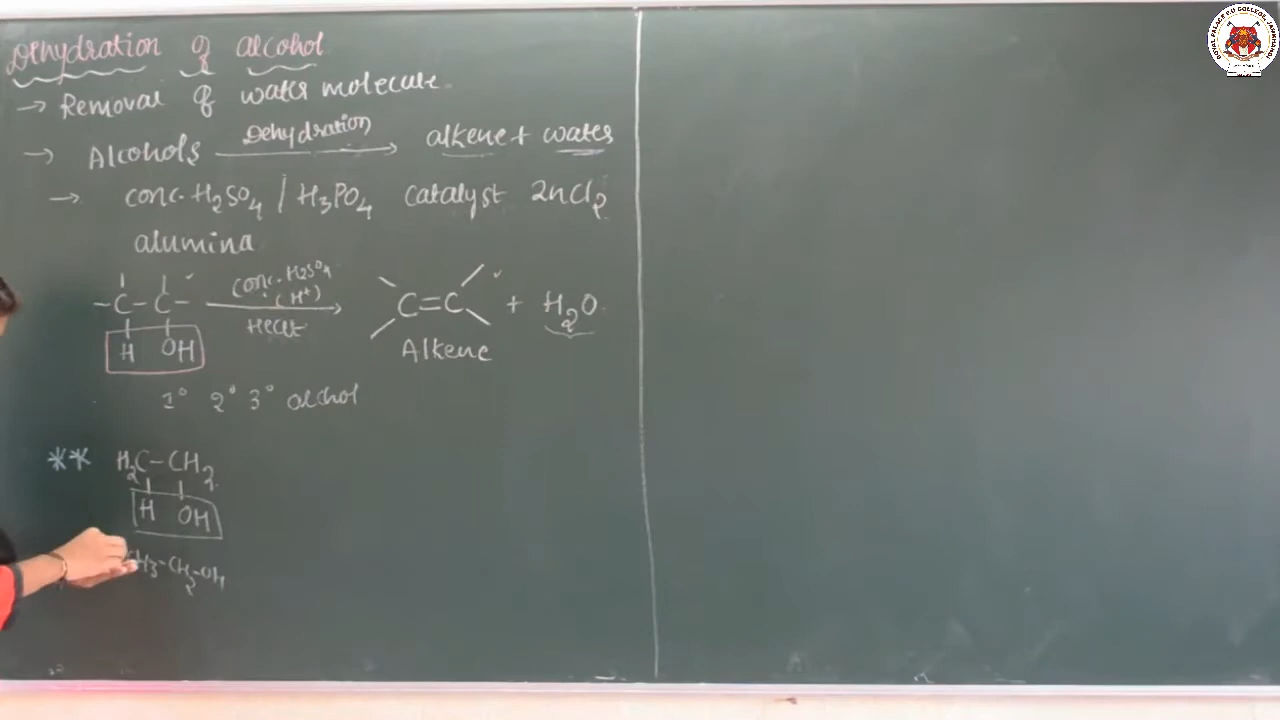 Dehydration of alcohol
→ Removal of water molecule.
→ Alcohols Dehydration → alkene + water
→ conc. H2SO4 / H3PO4 catalyst ZnCl2
alumina
-C-C- conc. H2SO4 (H+) Heat → C=C + H2O.
H OH
Alkene
1° 2° 3° alchol
** H2C-CH2
H OH
CH3-CH2-OH